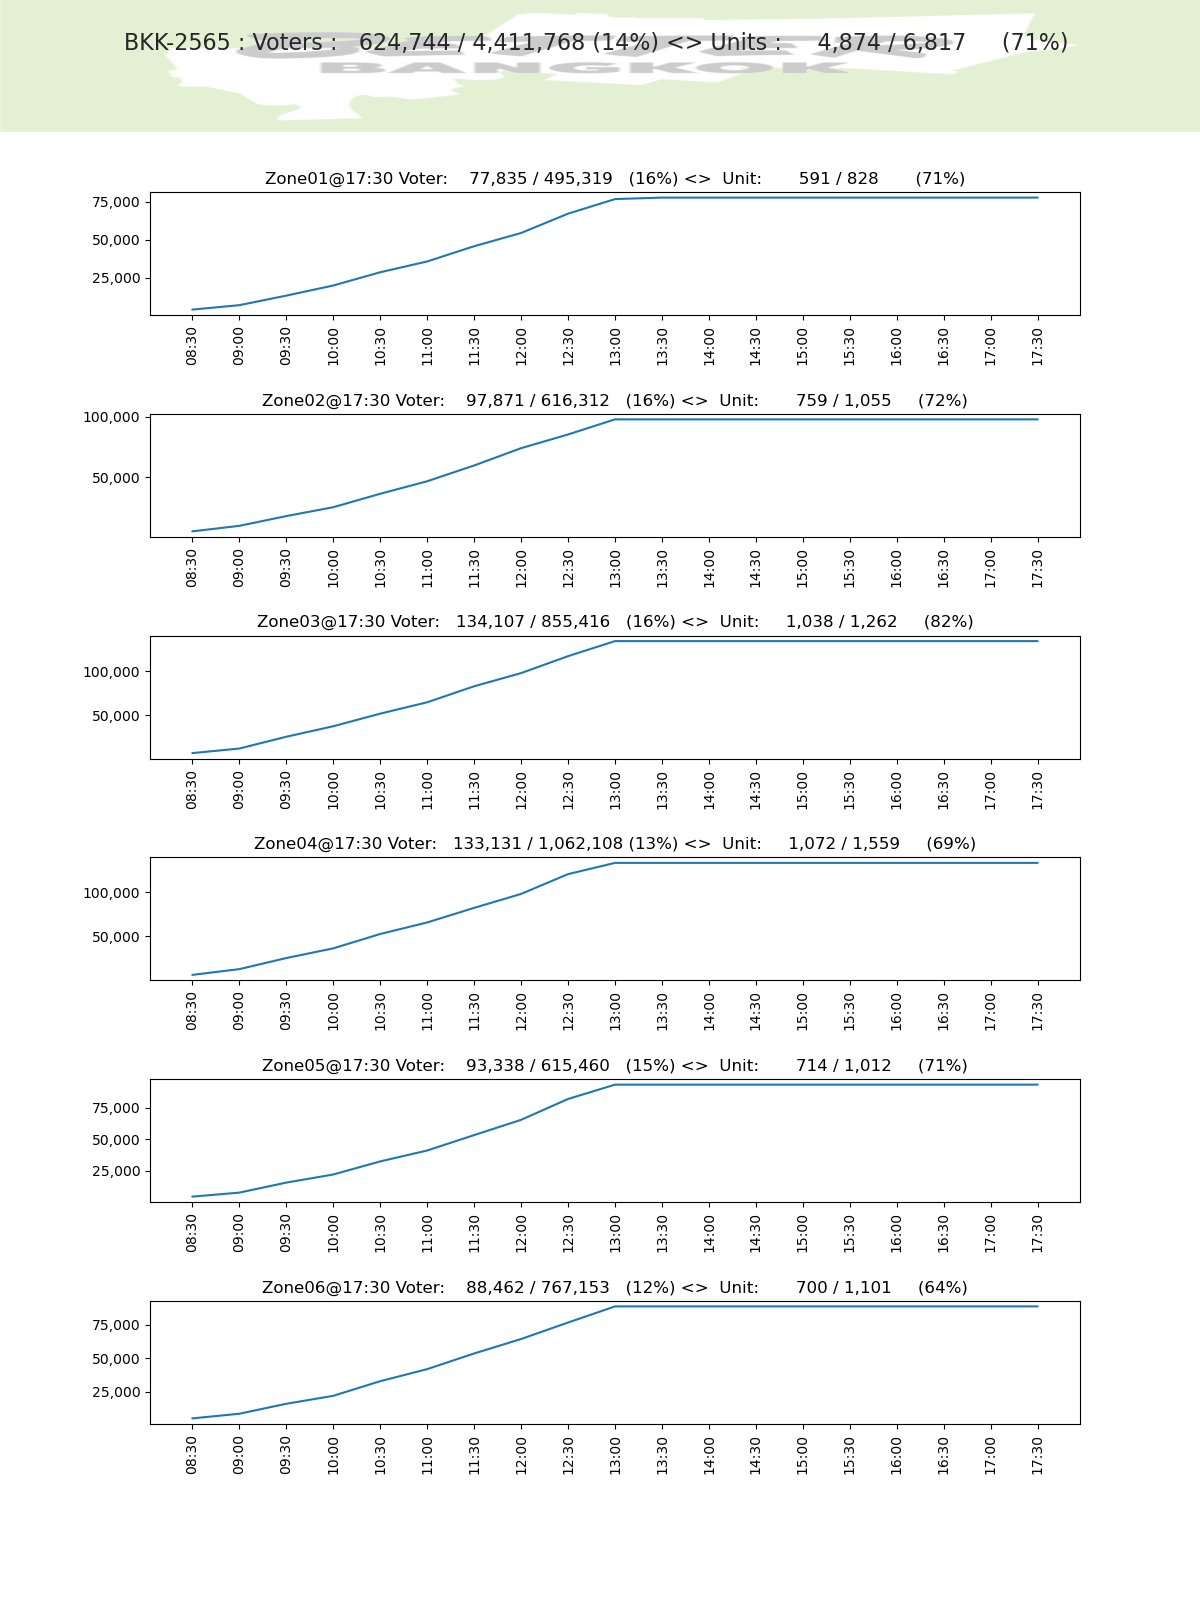 BKK-2565 : Voters : 624,744 / 4,411,768 (14%) <> Units : 4,874 / 6,817 (71%)
BANGKOK
Zone01@17:30 Voter: 77,835 / 495,319 (16%) <> Unit: 591 / 828 (71%)
75,000
50,000
25,000
08:30 09:00 09:30 10:00 10:30 11:00 11:30 12:00 12:30 13:00 13:30 14:00 14:30 15:00 15:30 16:00 16:30 17:00 17:30
Zone02@17:30 Voter: 97,871 / 616,312 (16%) <> Unit: 759 / 1,055 (72%)
100,000
50,000
08:30 09:00 09:30 10:00 10:30 11:00 11:30 12:00 12:30 13:00 13:30 14:00 14:30 15:00 15:30 16:00 16:30 17:00 17:30
Zone03@17:30 Voter: 134,107 / 855,416 (16%) <> Unit: 1,038 / 1,262 (82%)
100,000
50,000
08:30 09:00 09:30 10:00 10:30 11:00 11:30 12:00 12:30 13:00 13:30 14:00 14:30 15:00 15:30 16:00 16:30 17:00 17:30
Zone04@17:30 Voter: 133,131 / 1,062,108 (13%) <> Unit: 1,072 / 1,559 (69%)
100,000
50,000
08:30 09:00 09:30 10:00 10:30 11:00 11:30 12:00 12:30 13:00 13:30 14:00 14:30 15:00 15:30 16:00 16:30 17:00 17:30
Zone05@17:30 Voter: 93,338 / 615,460 (15%) <> Unit: 714 / 1,012 (71%)
75,000
50,000
25,000
08:30 09:00 09:30 10:00 10:30 11:00 11:30 12:00 12:30 13:00 13:30 14:00 14:30 15:00 15:30 16:00 16:30 17:00 17:30
Zone06@17:30 Voter: 88,462 / 767,153 (12%) <> Unit: 700 / 1,101 (64%)
75,000
50,000
25,000
08:30 09:00 09:30 10:00 10:30 11:00 11:30 12:00 12:30 13:00 13:30 14:00 14:30 15:00 15:30 16:00 16:30 17:00 17:30